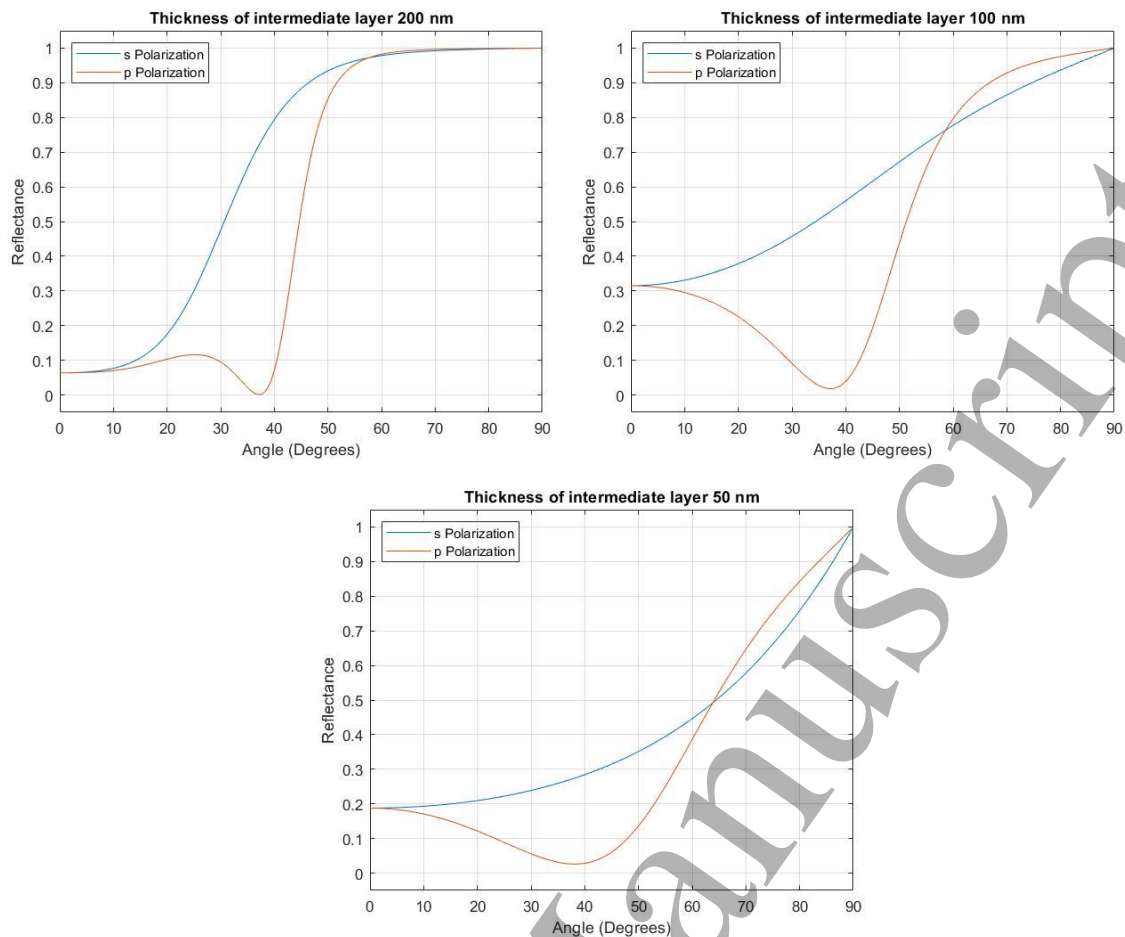 Thickness of intermediate layer 200 nm
s Polarization
p Polarization
1
0.9
0.8
0.7
0.6
0.5
0.4
0.3
0.2
0.1
0
Reflectance
0 10 20 30 40 50 60 70 80 90
Angle (Degrees)
Thickness of intermediate layer 100 nm
s Polarization
p Polarization
1
0.9
0.8
0.7
0.6
0.5
0.4
0.3
0.2
0.1
0
Reflectance
0 10 20 30 40 50 60 70 80 90
Angle (Degrees)
Thickness of intermediate layer 50 nm
s Polarization
p Polarization
1
0.9
0.8
0.7
0.6
0.5
0.4
0.3
0.2
0.1
0
Reflectance
0 10 20 30 40 50 60 70 80 90
Angle (Degrees)
anuscript